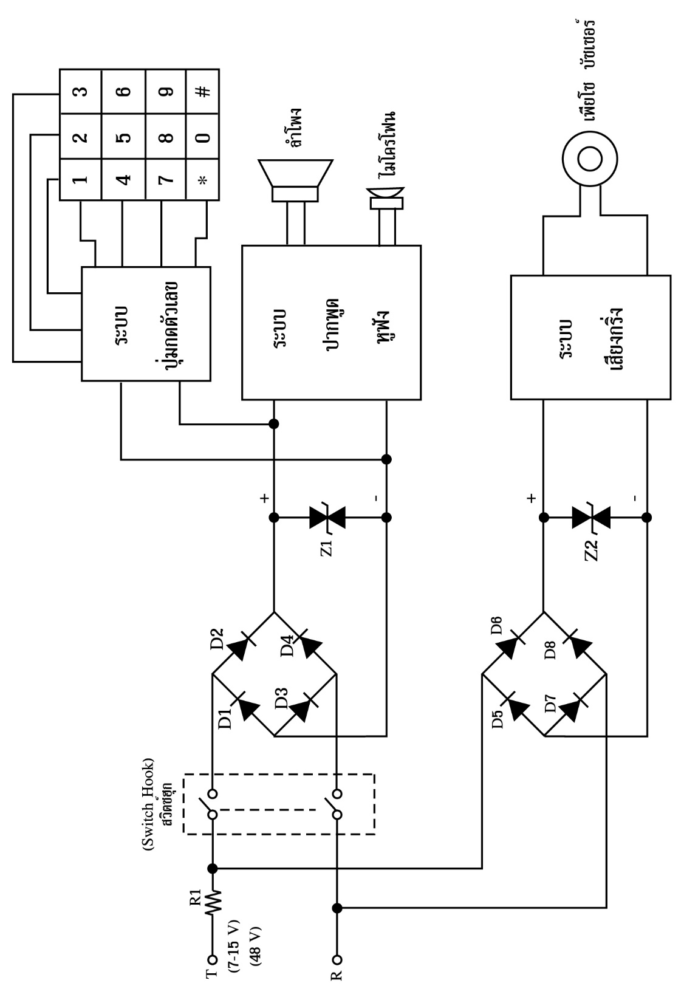 1 2 3
4 5 6
7 8 9
* 0 #
ระบบ
ปุ่มกดตัวเลข
(Switch Hook)
สวิตช์ฮุก
R1
T
(7-15 V)
(48 V)
R
D1
D2
D3
D4
+
Z1
-
ระบบ
ปากพูด
หูฟัง
ลำโพง
ไมโครโฟน
D5
D6
D7
D8
+
Z2
-
ระบบ
เสียงกริ่ง
เพียโซ บัซเซอร์